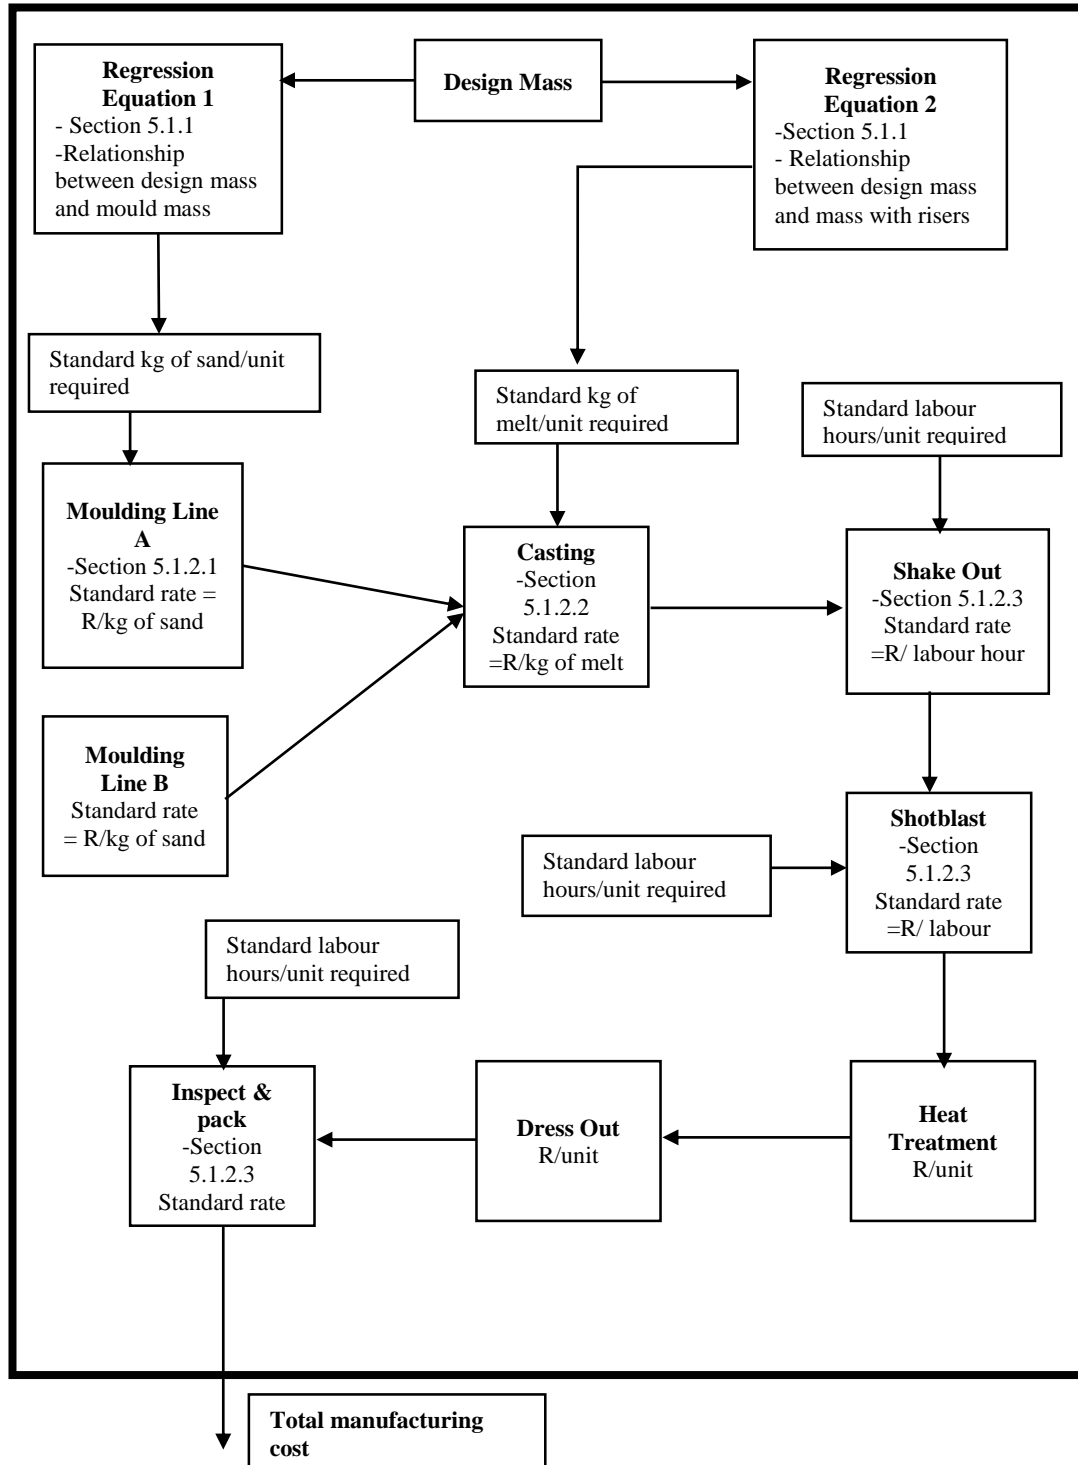 Regression
Equation 1
- Section 5.1.1
-Relationship
between design mass
and mould mass
Design Mass
Regression
Equation 2
-Section 5.1.1
- Relationship
between design mass
and mass with risers
Standard kg of sand/unit
required
Standard kg of
melt/unit required
Standard labour
hours/unit required
Moulding Line
A
-Section 5.1.2.1
Standard rate =
R/kg of sand
Casting
-Section
5.1.2.2
Standard rate
=R/kg of melt
Shake Out
-Section 5.1.2.3
Standard rate
=R/ labour hour
Moulding
Line B
Standard rate
= R/kg of sand
Standard labour
hours/unit required
Shotblast
-Section
5.1.2.3
Standard rate
=R/ labour
Standard labour
hours/unit required
Inspect &
pack
-Section
5.1.2.3
Standard rate
Dress Out
R/unit
Heat
Treatment
R/unit
Total manufacturing
cost